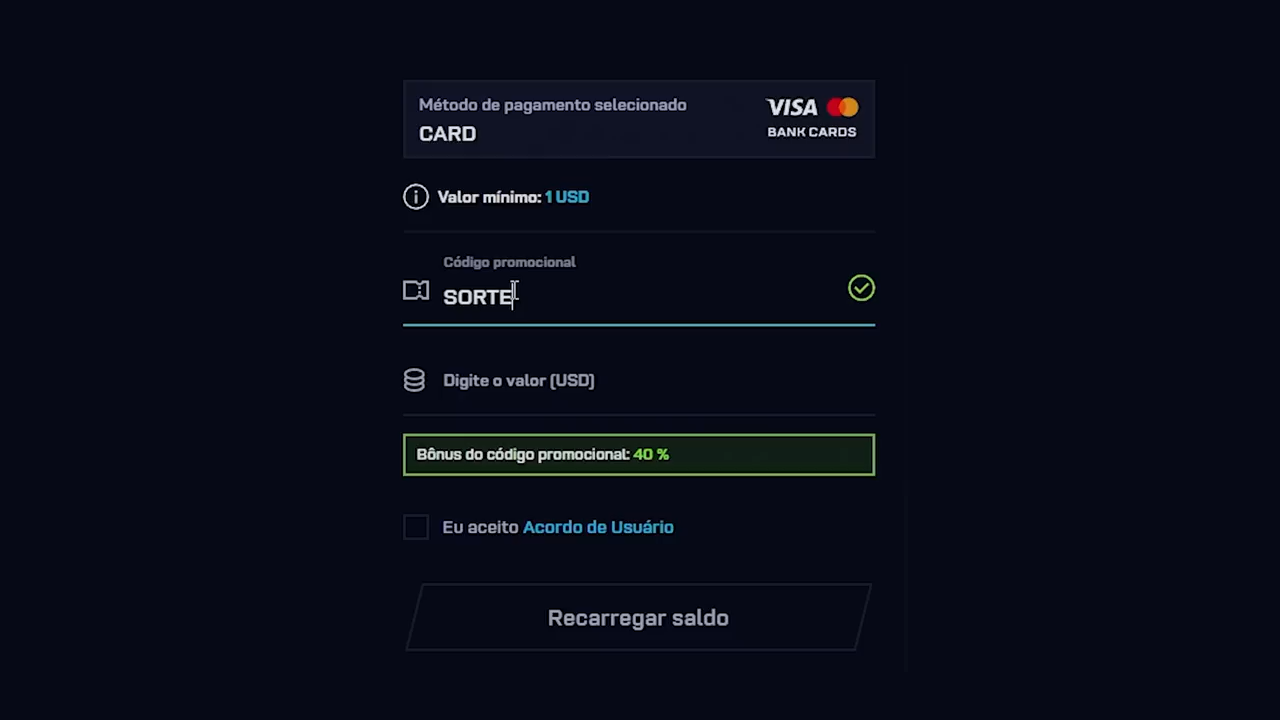 Método de pagamento selecionado
CARD
VISA
BANK CARDS
Valor mínimo: 1 USD
Código promocional
SORTE
Digite o valor (USD)
Bônus do código promocional: 40 %
Eu aceito Acordo de Usuário
Recarregar saldo